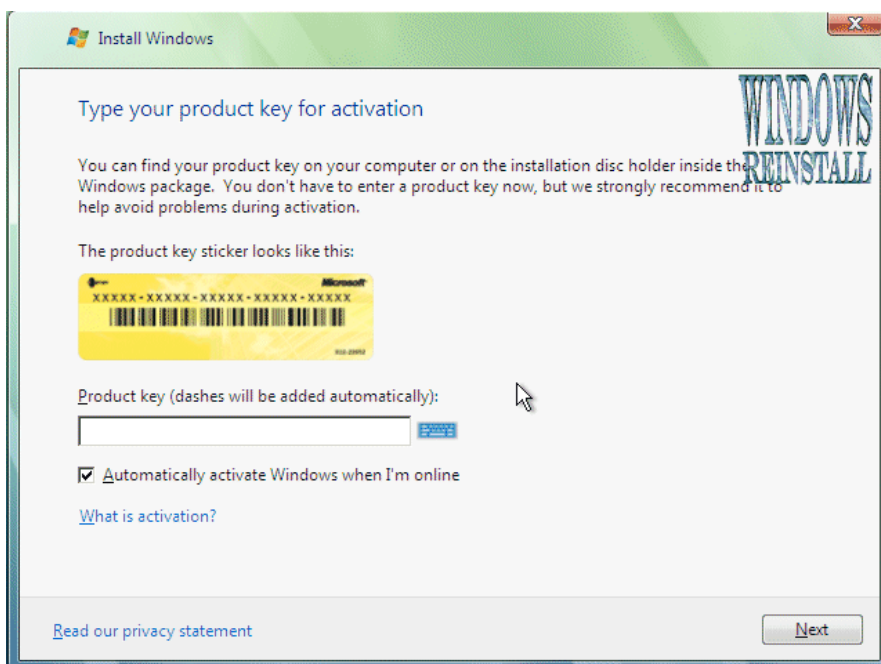 Install Windows
Type your product key for activation
WINDOWS
REINSTALL
You can find your product key on your computer or on the installation disc holder inside the
Windows package. You don't have to enter a product key now, but we strongly recommend it to
help avoid problems during activation.
The product key sticker looks like this:
Microsoft
XXXXX-XXXXX-XXXXX-XXXXX-XXXXX
Product key (dashes will be added automatically):
Automatically activate Windows when I'm online
What is activation?
Read our privacy statement
Next